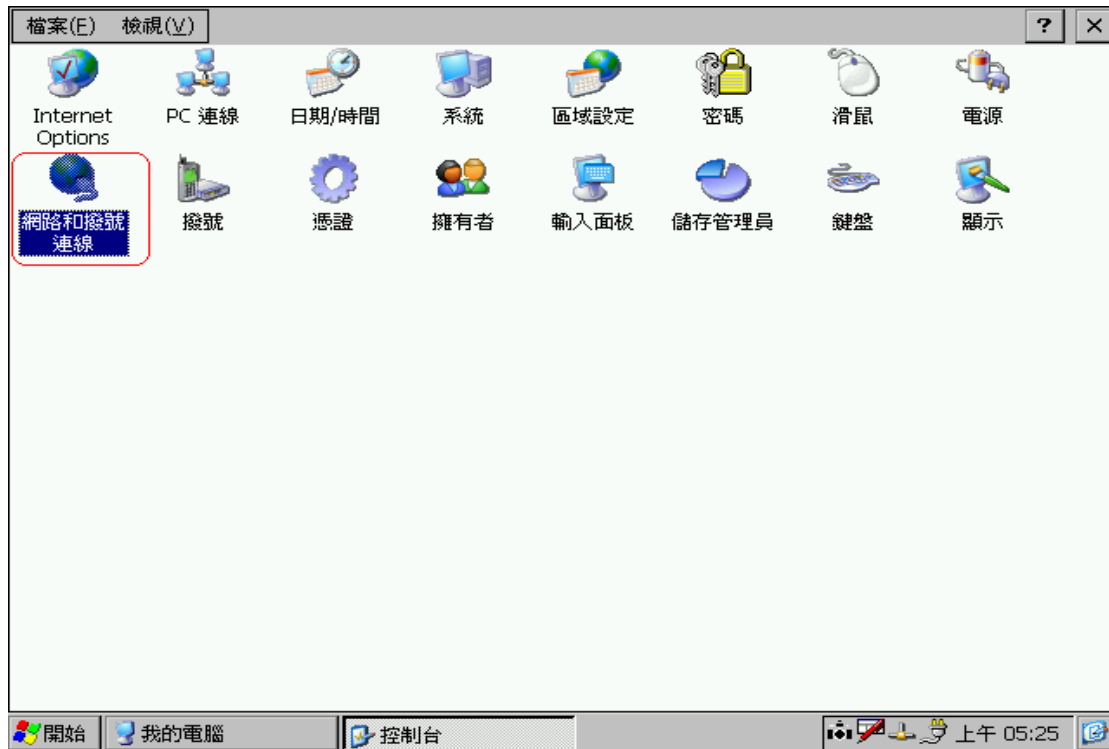 檔案(F) 檢視(V) ? ×
Internet Options
PC 連線
日期/時間
系統
區域設定
密碼
滑鼠
電源
網路和撥號連線
撥號
憑證
擁有者
輸入面板
儲存管理員
鍵盤
顯示
開始 我的電腦 控制台 上午 05:25